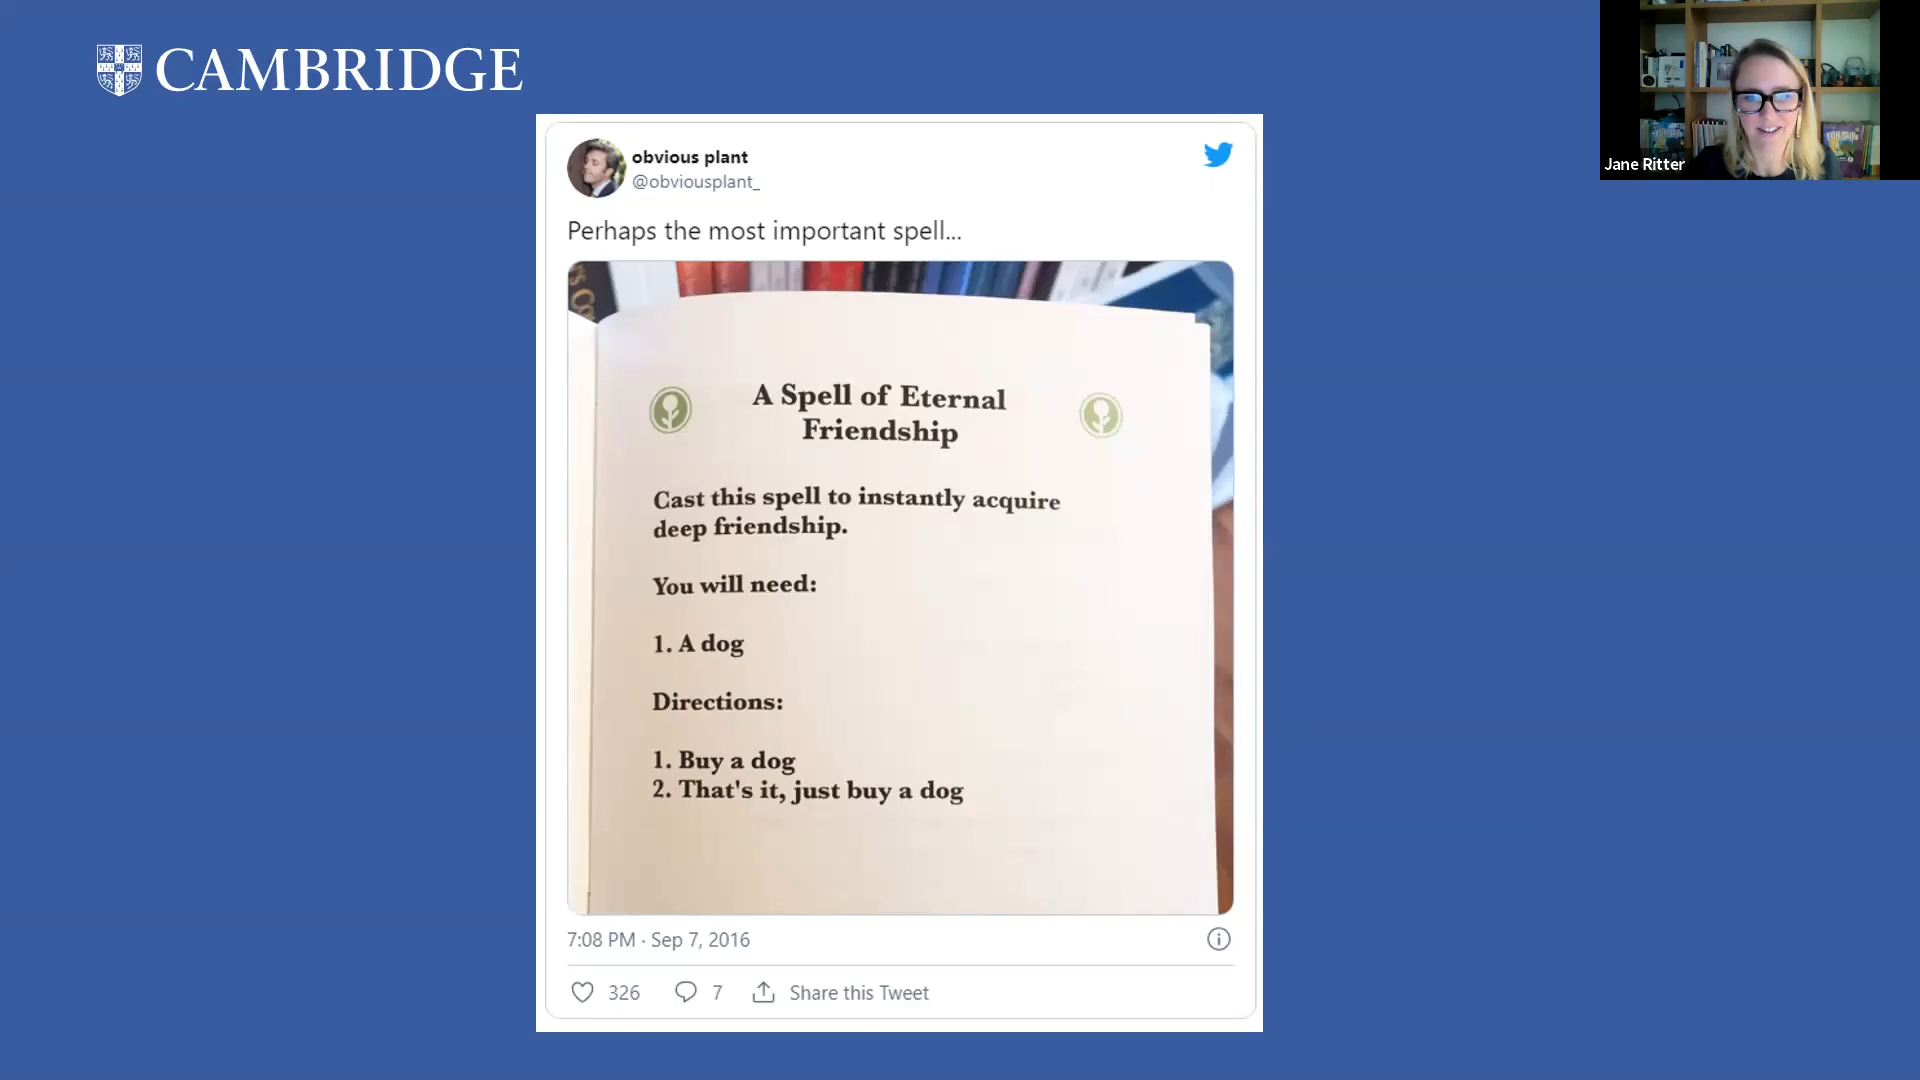 CAMBRIDGE
Jane Ritter
obvious plant
@obviousplant_
Perhaps the most important spell...
A Spell of Eternal
Friendship
Cast this spell to instantly acquire
deep friendship.
You will need:
1. A dog
Directions:
1. Buy a dog
2. That's it, just buy a dog
7:08 PM · Sep 7, 2016
326
7
Share this Tweet